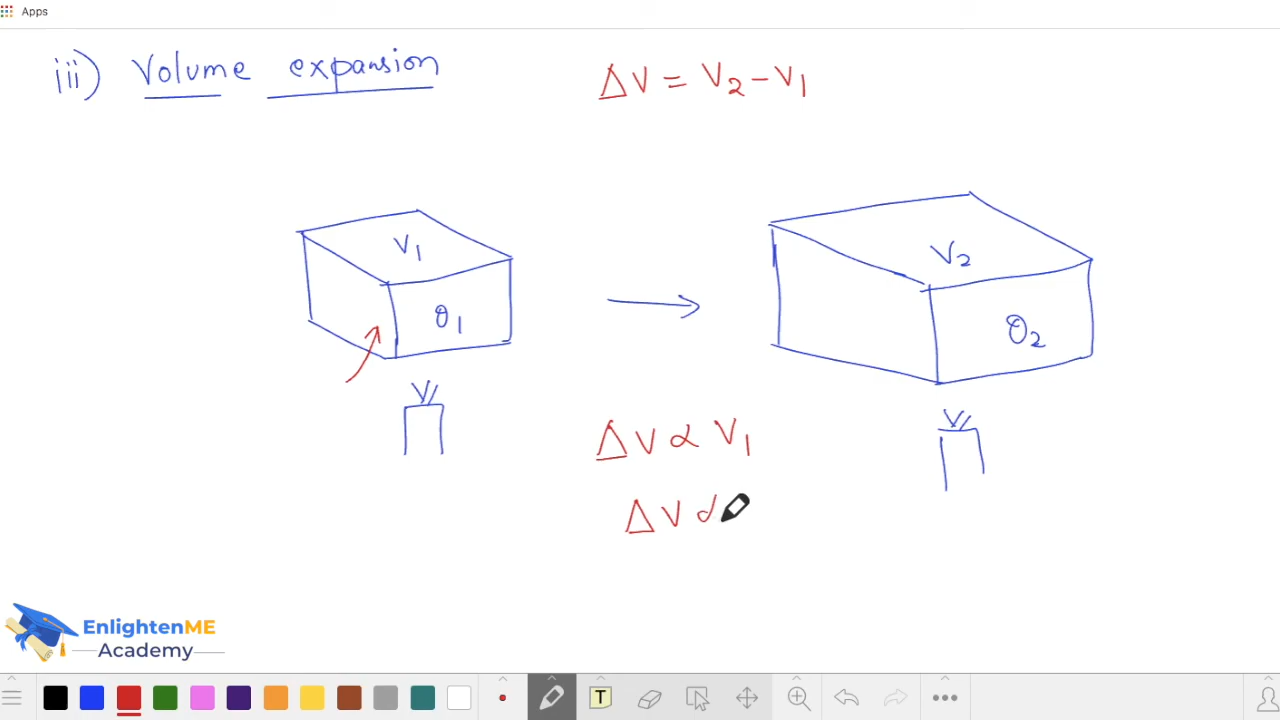 Apps
iii) Volume expansion
ΔV = V₂ - V₁
V₁
θ₁
V₂
θ₂
ΔV ∝ V₁
ΔV
EnlightenME
Academy
T